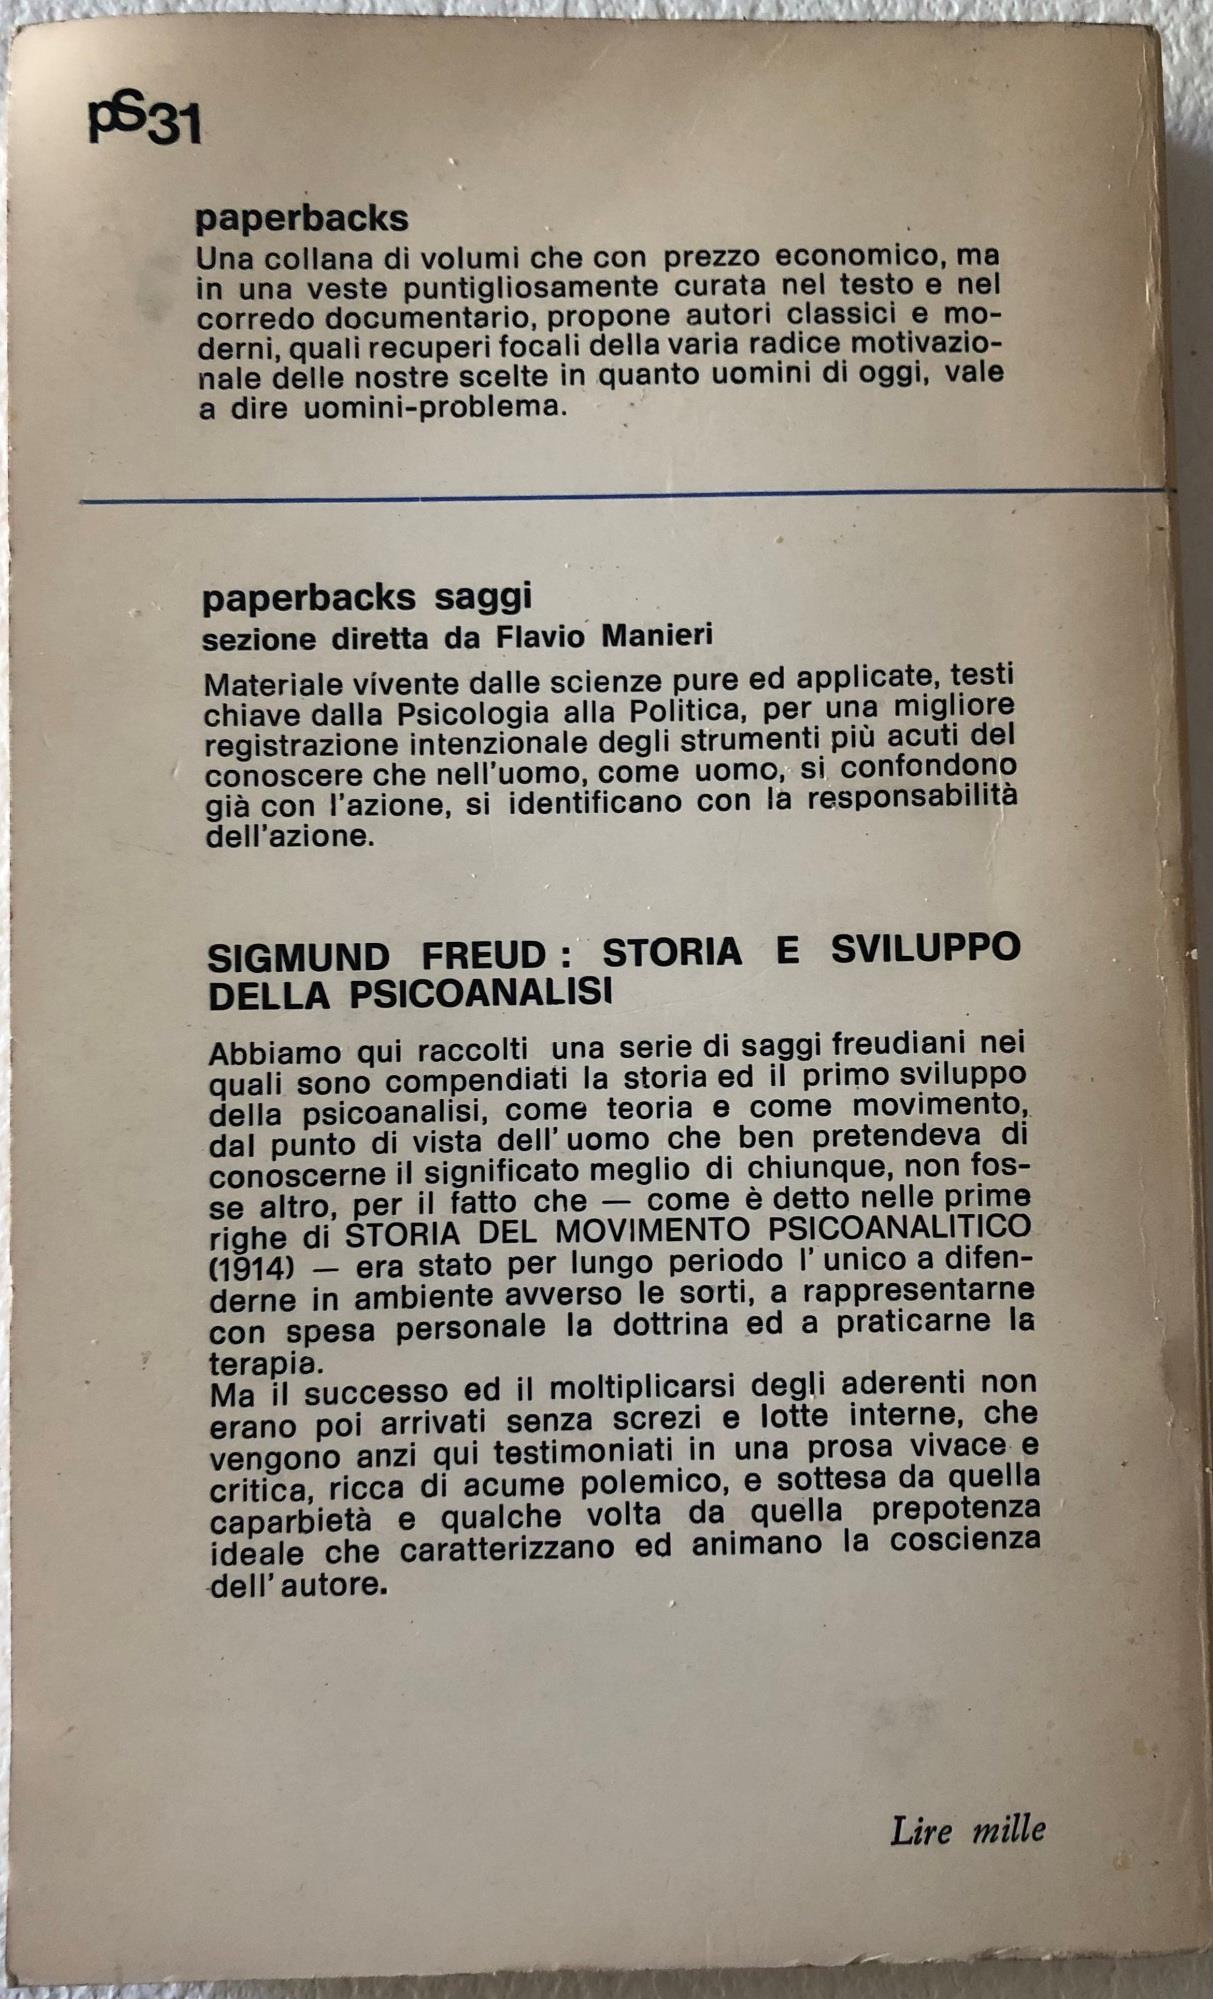 pS31
paperbacks
Una collana di volumi che con prezzo economico, ma
in una veste puntigliosamente curata nel testo e nel
corredo documentario, propone autori classici e mo-
derni, quali recuperi focali della varia radice motivazio-
nale delle nostre scelte in quanto uomini di oggi, vale
a dire uomini-problema.
paperbacks saggi
sezione diretta da Flavio Manieri
Materiale vivente dalle scienze pure ed applicate, testi
chiave dalla Psicologia alla Politica, per una migliore
registrazione intenzionale degli strumenti più acuti del
conoscere che nell'uomo, come uomo, si confondono
già con l'azione, si identificano con la responsabilità
dell'azione.
SIGMUND FREUD : STORIA E SVILUPPO
DELLA PSICOANALISI
Abbiamo qui raccolti una serie di saggi freudiani nei
quali sono compendiati la storia ed il primo sviluppo
della psicoanalisi, come teoria e come movimento,
dal punto di vista dell' uomo che ben pretendeva di
conoscerne il significato meglio di chiunque, non fos-
se altro, per il fatto che — come è detto nelle prime
righe di STORIA DEL MOVIMENTO PSICOANALITICO
(1914) — era stato per lungo periodo l' unico a difen-
derne in ambiente avverso le sorti, a rappresentarne
con spesa personale la dottrina ed a praticarne la
terapia.
Ma il successo ed il moltiplicarsi degli aderenti non
erano poi arrivati senza screzi e lotte interne, che
vengono anzi qui testimoniati in una prosa vivace e
critica, ricca di acume polemico, e sottesa da quella
caparbietà e qualche volta da quella prepotenza
ideale che caratterizzano ed animano la coscienza
dell' autore.
Lire mille